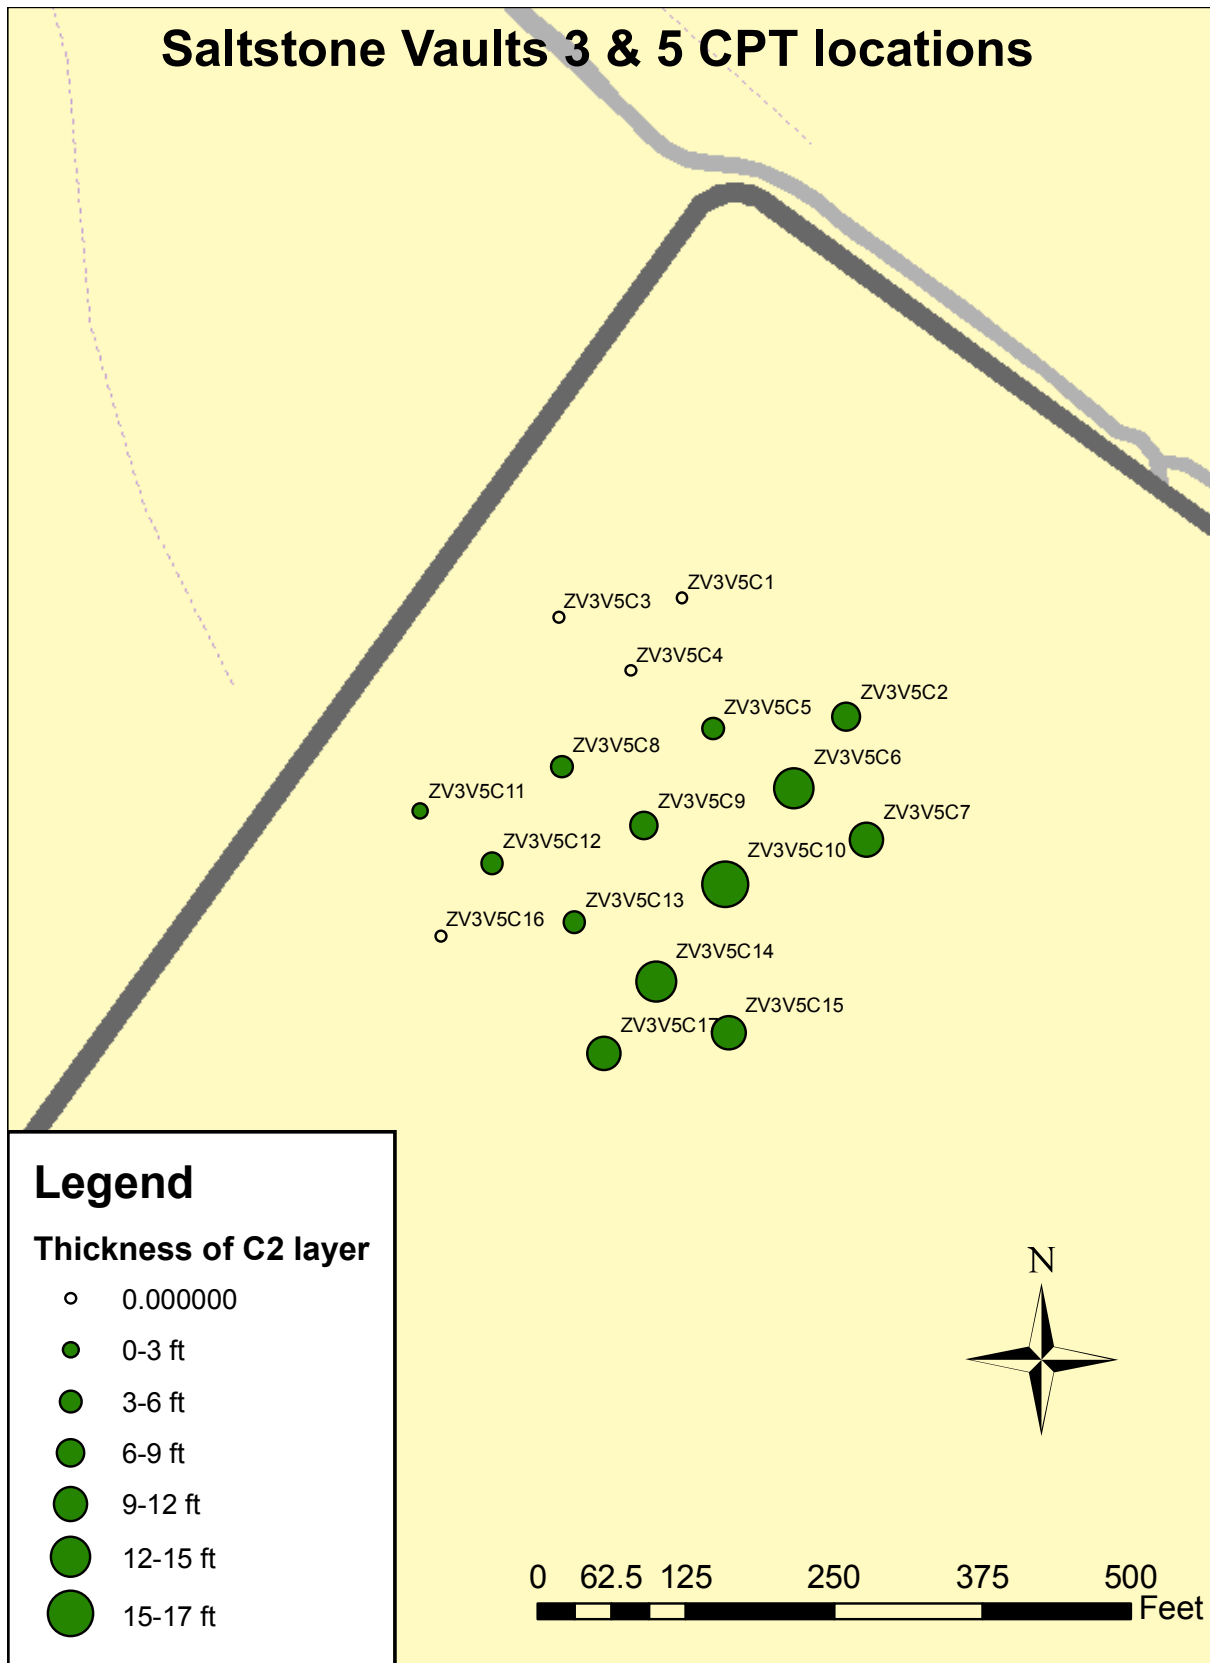 Saltstone Vaults 3 & 5 CPT locations
ZV3V5C1
ZV3V5C3
ZV3V5C4
ZV3V5C2
ZV3V5C5
ZV3V5C8
ZV3V5C6
ZV3V5C11
ZV3V5C9
ZV3V5C7
ZV3V5C12
ZV3V5C10
ZV3V5C16
ZV3V5C13
ZV3V5C14
ZV3V5C15
ZV3V5C17
Legend
Thickness of C2 layer
0.000000
0-3 ft
3-6 ft
6-9 ft
9-12 ft
12-15 ft
15-17 ft
N
0 62.5 125 250 375 500
Feet